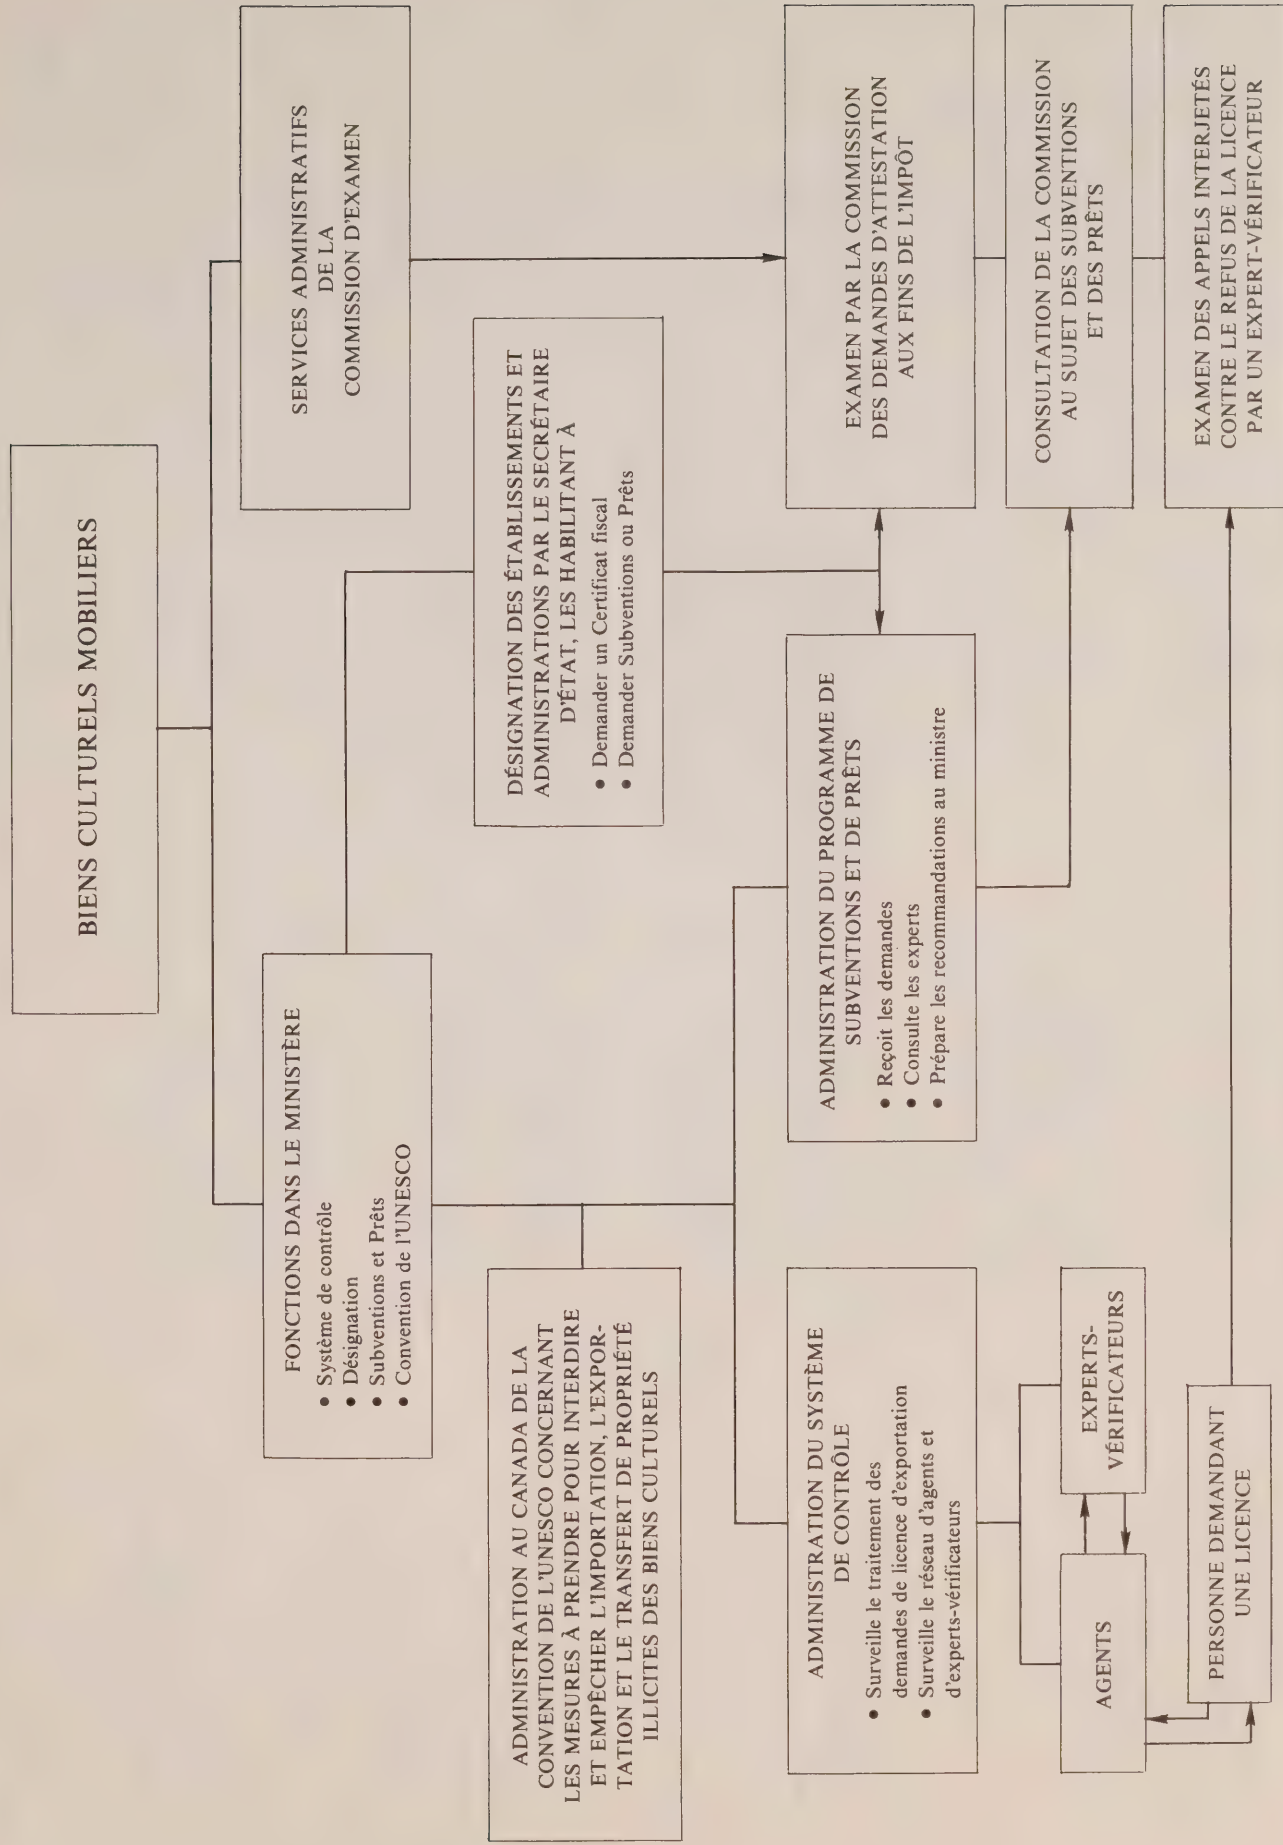 BIENS CULTURELS MOBILIERS
FONCTIONS DANS LE MINISTÈRE
• Système de contrôle
• Désignation
• Subventions et Prêts
• Convention de l'UNESCO
SERVICES ADMINISTRATIFS
DE LA
COMMISSION D'EXAMEN
ADMINISTRATION AU CANADA DE LA
CONVENTION DE L'UNESCO CONCERNANT
LES MESURES À PRENDRE POUR INTERDIRE
ET EMPÊCHER L'IMPORTATION, L'EXPOR-
TATION ET LE TRANSFERT DE PROPRIÉTÉ
ILLICITES DES BIENS CULTURELS
DÉSIGNATION DES ÉTABLISSEMENTS ET
ADMINISTRATIONS PAR LE SECRÉTAIRE
D'ÉTAT, LES HABILITANT À
• Demander un Certificat fiscal
• Demander Subventions ou Prêts
ADMINISTRATION DU SYSTÈME
DE CONTRÔLE
• Surveille le traitement des
demandes de licence d'exportation
• Surveille le réseau d'agents et
d'experts-vérificateurs
ADMINISTRATION DU PROGRAMME DE
SUBVENTIONS ET DE PRÊTS
• Reçoit les demandes
• Consulte les experts
• Prépare les recommandations au ministre
EXAMEN PAR LA COMMISSION
DES DEMANDES D'ATTESTATION
AUX FINS DE L'IMPÔT
AGENTS
EXPERTS-
VÉRIFICATEURS
CONSULTATION DE LA COMMISSION
AU SUJET DES SUBVENTIONS
ET DES PRÊTS
PERSONNE DEMANDANT
UNE LICENCE
EXAMEN DES APPELS INTERJETÉS
CONTRE LE REFUS DE LA LICENCE
PAR UN EXPERT-VÉRIFICATEUR